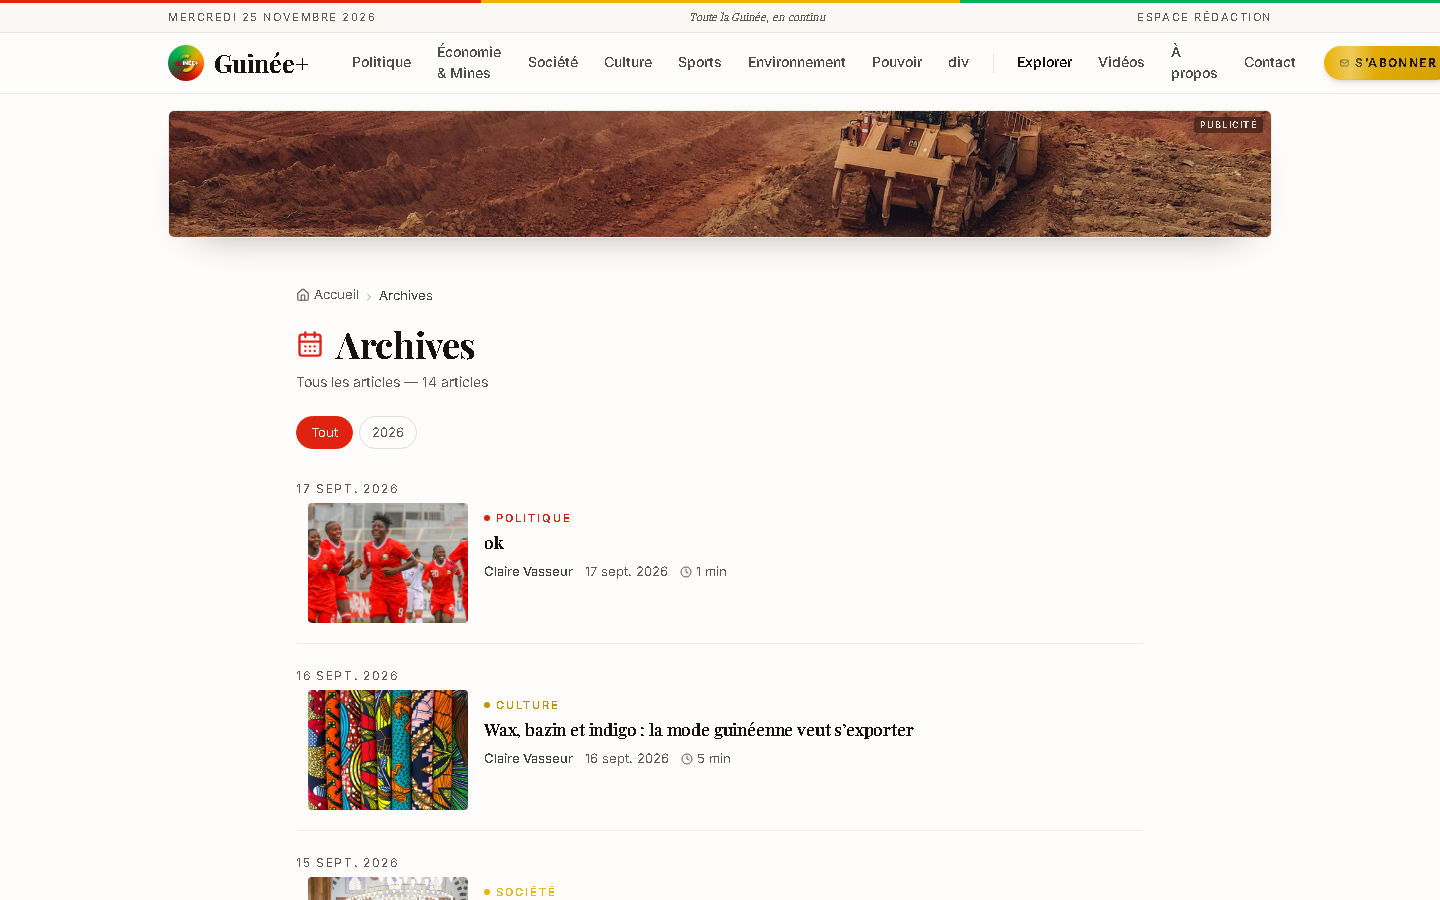 MERCREDI 25 NOVEMBRE 2026
Toute la Guinée, en continu
ESPACE RÉDACTION
Guinée+
Politique
Économie
& Mines
Société
Culture
Sports
Environnement
Pouvoir
div
Explorer
Vidéos
À
propos
Contact
S'ABONNER
PUBLICITÉ
Accueil › Archives
Archives
Tous les articles — 14 articles
Tout
2026
17 SEPT. 2026
POLITIQUE
ok
Claire Vasseur 17 sept. 2026 1 min
16 SEPT. 2026
CULTURE
Wax, bazin et indigo : la mode guinéenne veut s'exporter
Claire Vasseur 16 sept. 2026 5 min
15 SEPT. 2026
SOCIÉTÉ